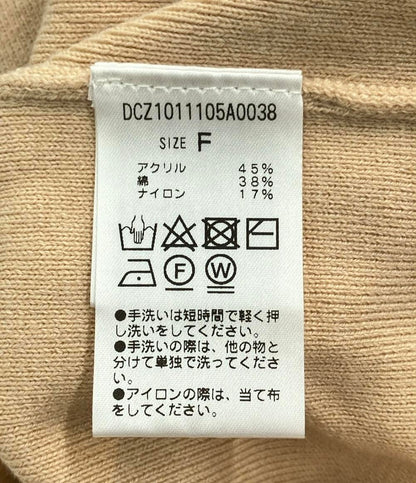 DCZ1011105A0038
SIZE F
アクリル 45%
綿 38%
ナイロン 17%
F W
●手洗いは短時間で軽く押
し洗いをしてください。
●手洗いの際は、他の物と
分けて単独で洗ってくださ
い。
●アイロンの際は、当て布
をしてください。